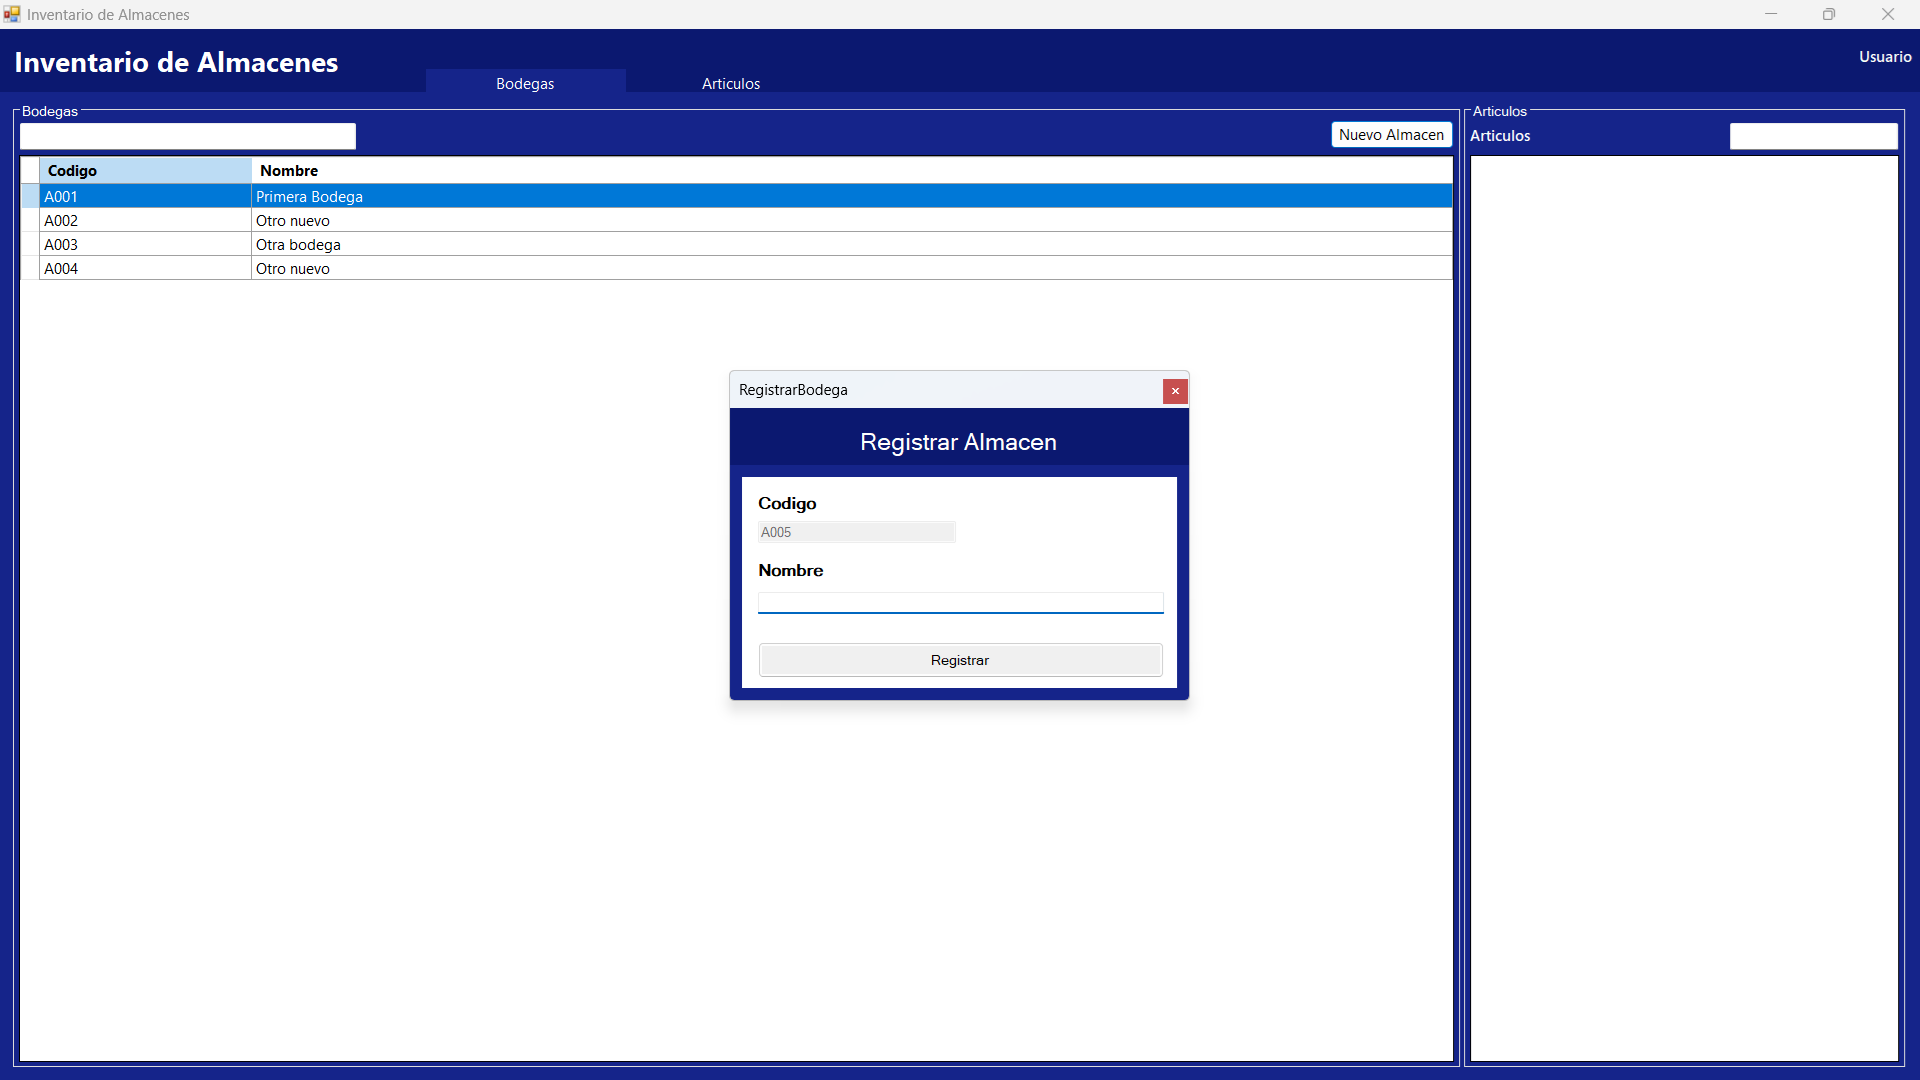 Inventario de Almacenes
Inventario de Almacenes
Usuario
Bodegas
Articulos
Bodegas
Nuevo Almacen
Codigo Nombre
A001 Primera Bodega
A002 Otro nuevo
A003 Otra bodega
A004 Otro nuevo
Articulos
Articulos
RegistrarBodega
Registrar Almacen
Codigo
A005
Nombre
Registrar